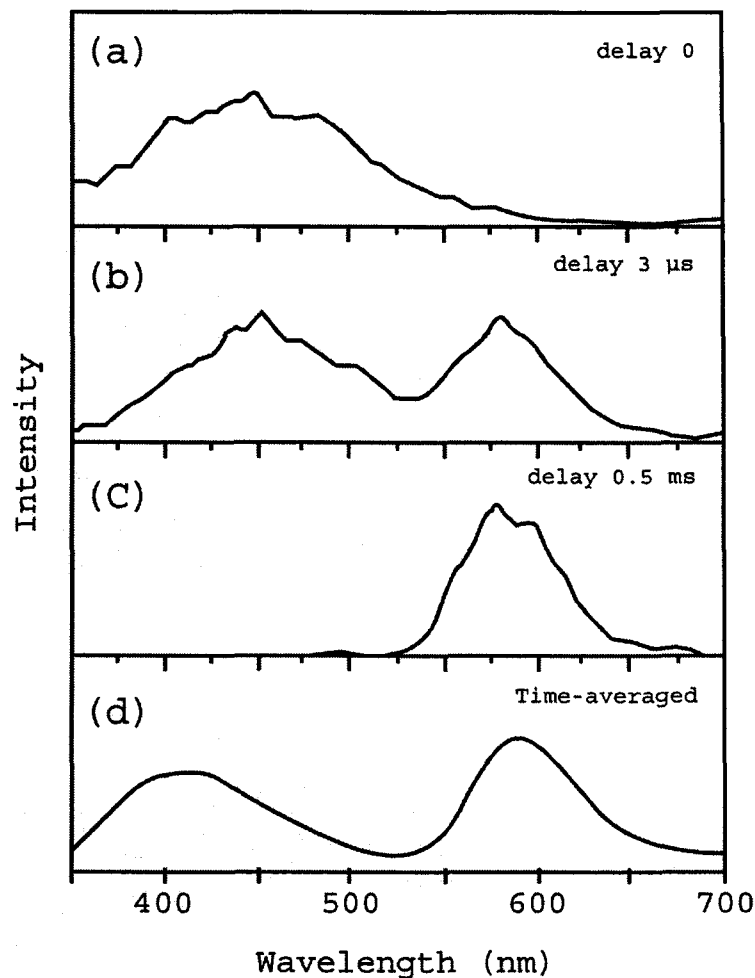 (a)
delay 0
(b)
delay 3 µs
Intensity
(C)
delay 0.5 ms
(d)
Time-averaged
400 500 600 700
Wavelength (nm)